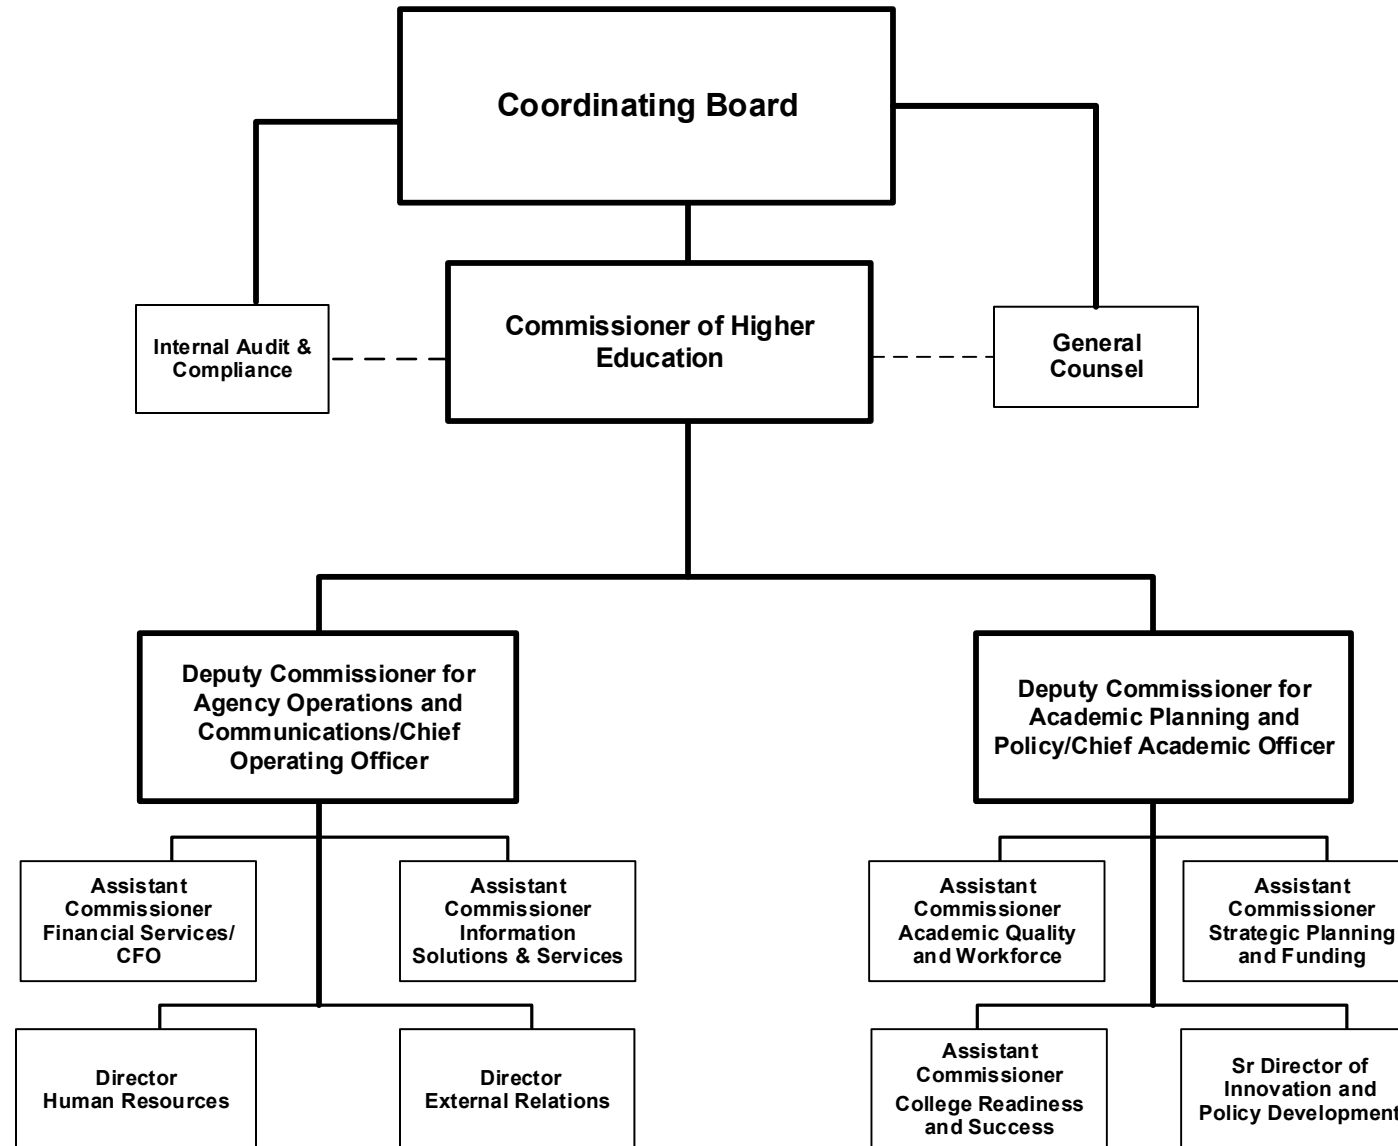 Coordinating Board
Internal Audit &
Compliance
Commissioner of Higher
Education
General
Counsel
Deputy Commissioner for
Agency Operations and
Communications/Chief
Operating Officer
Deputy Commissioner for
Academic Planning and
Policy/Chief Academic Officer
Assistant
Commissioner
Financial Services/
CFO
Assistant
Commissioner
Information
Solutions & Services
Assistant
Commissioner
Academic Quality
and Workforce
Assistant
Commissioner
Strategic Planning
and Funding
Director
Human Resources
Director
External Relations
Assistant
Commissioner
College Readiness
and Success
Sr Director of
Innovation and
Policy Development